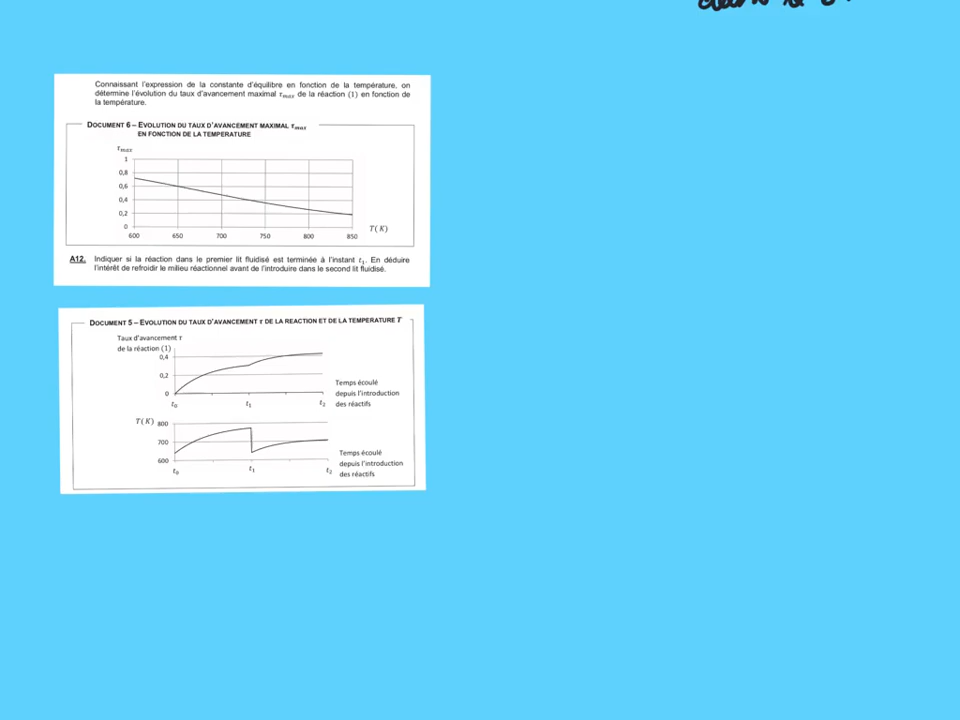 Connaissant l'expression de la constante d'équilibre en fonction de la température, on
détermine l'évolution du taux d'avancement maximal τmax de la réaction (1) en fonction de
la température.
DOCUMENT 6 – EVOLUTION DU TAUX D'AVANCEMENT MAXIMAL τmax
EN FONCTION DE LA TEMPERATURE
τmax
1
0,8
0,6
0,4
0,2
0
600 650 700 750 800 850
T(K)
A12. Indiquer si la réaction dans le premier lit fluidisé est terminée à l'instant t1. En déduire
l'intérêt de refroidir le milieu réactionnel avant de l'introduire dans le second lit fluidisé.
DOCUMENT 5 – EVOLUTION DU TAUX D'AVANCEMENT τ DE LA REACTION ET DE LA TEMPERATURE T
Taux d'avancement τ
de la réaction (1)
0,4
0,2
0
t0 t1 t2
Temps écoulé
depuis l'introduction
des réactifs
T(K) 800
700
600
t0 t1 t2
Temps écoulé
depuis l'introduction
des réactifs